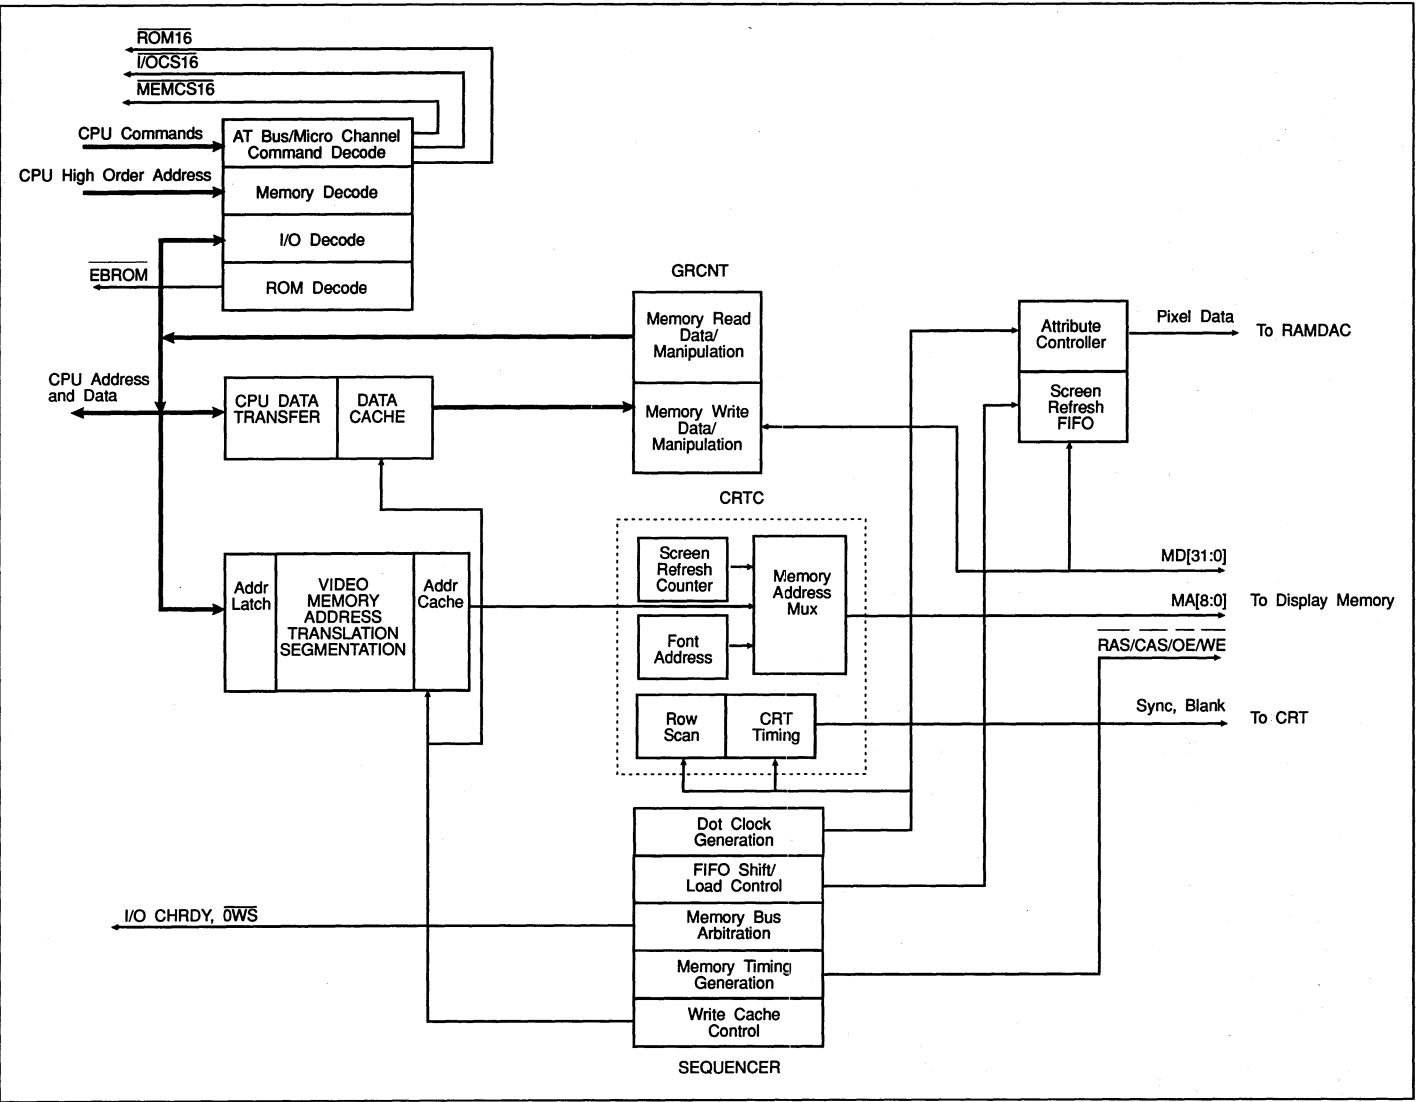 ROM16
I/OCS16
MEMCS16
CPU Commands
AT Bus/Micro Channel
Command Decode
CPU High Order Address
Memory Decode
I/O Decode
EBROM
ROM Decode
GRCNT
Memory Read
Data/
Manipulation
Memory Write
Data/
Manipulation
Attribute
Controller
Pixel Data
To RAMDAC
Screen
Refresh
FIFO
CPU Address
and Data
CPU DATA
TRANSFER
DATA
CACHE
CRTC
Screen
Refresh
Counter
Memory
Address
Mux
Font
Address
Addr
Latch
VIDEO
MEMORY
ADDRESS
TRANSLATION
SEGMENTATION
Addr
Cache
MD[31:0]
MA[8:0]
To Display Memory
RAS/CAS/OE/WE
Row
Scan
CRT
Timing
Sync, Blank
To CRT
Dot Clock
Generation
FIFO Shift/
Load Control
I/O CHRDY, 0WS
Memory Bus
Arbitration
Memory Timing
Generation
Write Cache
Control
SEQUENCER